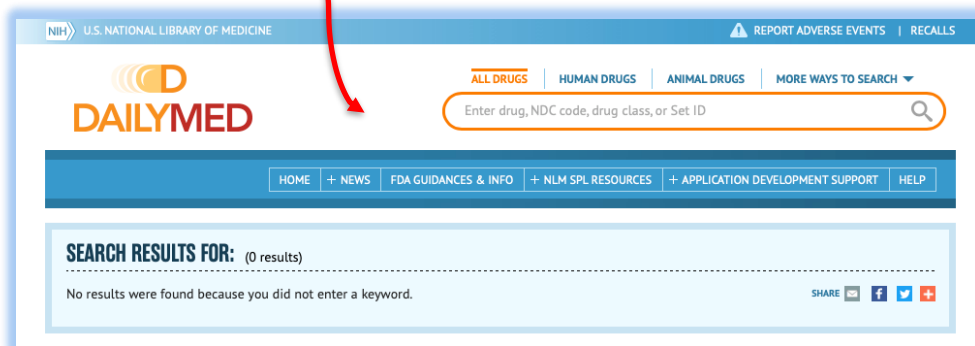 NIH U.S. NATIONAL LIBRARY OF MEDICINE REPORT ADVERSE EVENTS | RECALLS
ALL DRUGS HUMAN DRUGS ANIMAL DRUGS MORE WAYS TO SEARCH
DAILYMED Enter drug, NDC code, drug class, or Set ID
HOME + NEWS FDA GUIDANCES & INFO + NLM SPL RESOURCES + APPLICATION DEVELOPMENT SUPPORT HELP
SEARCH RESULTS FOR: (0 results)
No results were found because you did not enter a keyword. SHARE